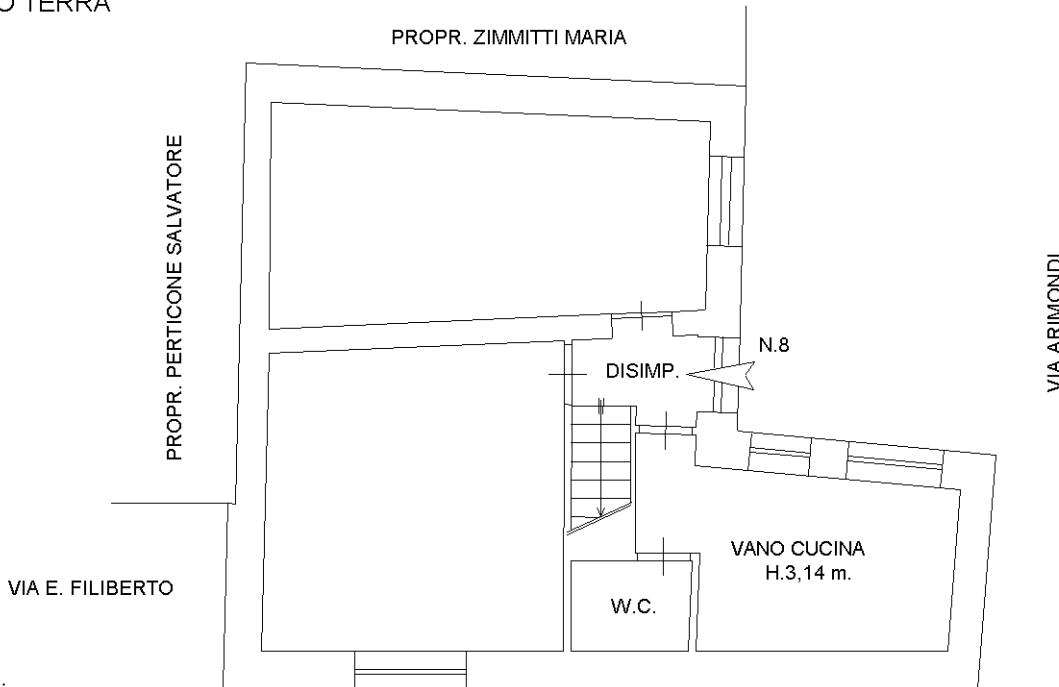 TERRA
PROPR. ZIMMITTI MARIA
PROPR. PERTICONE SALVATORE
VIA ARIMONDI
N.8
DISIMP.
VANO CUCINA
H.3,14 m.
W.C.
VIA E. FILIBERTO